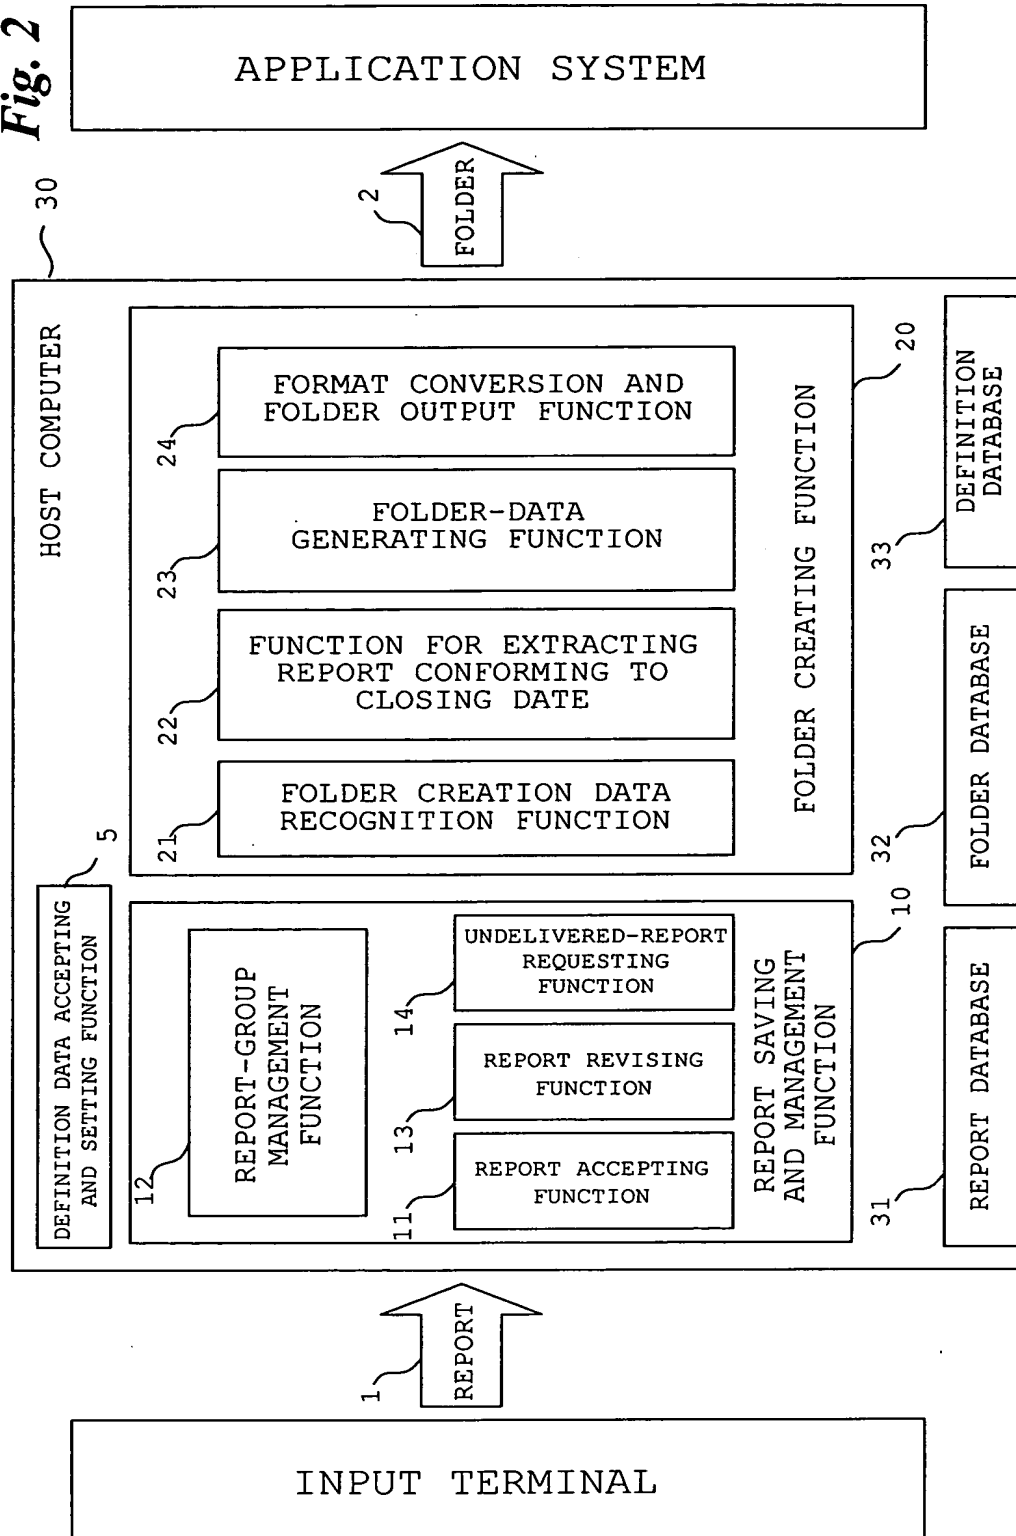 Fig. 2
APPLICATION SYSTEM
2
FOLDER
30
HOST COMPUTER
24
FORMAT CONVERSION AND
FOLDER OUTPUT FUNCTION
23
FOLDER-DATA
GENERATING FUNCTION
22
FUNCTION FOR EXTRACTING
REPORT CONFORMING TO
CLOSING DATE
21
FOLDER CREATION DATA
RECOGNITION FUNCTION
FOLDER CREATING FUNCTION
20
5
DEFINITION DATA ACCEPTING
AND SETTING FUNCTION
12
REPORT-GROUP
MANAGEMENT
FUNCTION
14
UNDELIVERED-REPORT
REQUESTING
FUNCTION
13
REPORT REVISING
FUNCTION
11
REPORT ACCEPTING
FUNCTION
REPORT SAVING
AND MANAGEMENT
FUNCTION
10
33
DEFINITION
DATABASE
32
FOLDER DATABASE
31
REPORT DATABASE
1
REPORT
INPUT TERMINAL